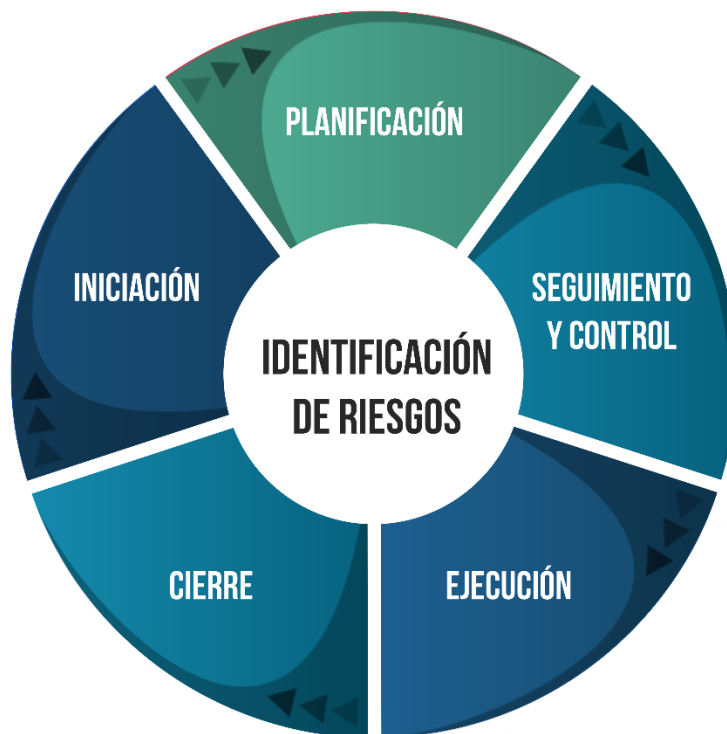 PLANIFICACIÓN
INICIACIÓN
SEGUIMIENTO
Y CONTROL
IDENTIFICACIÓN
DE RIESGOS
CIERRE
EJECUCIÓN